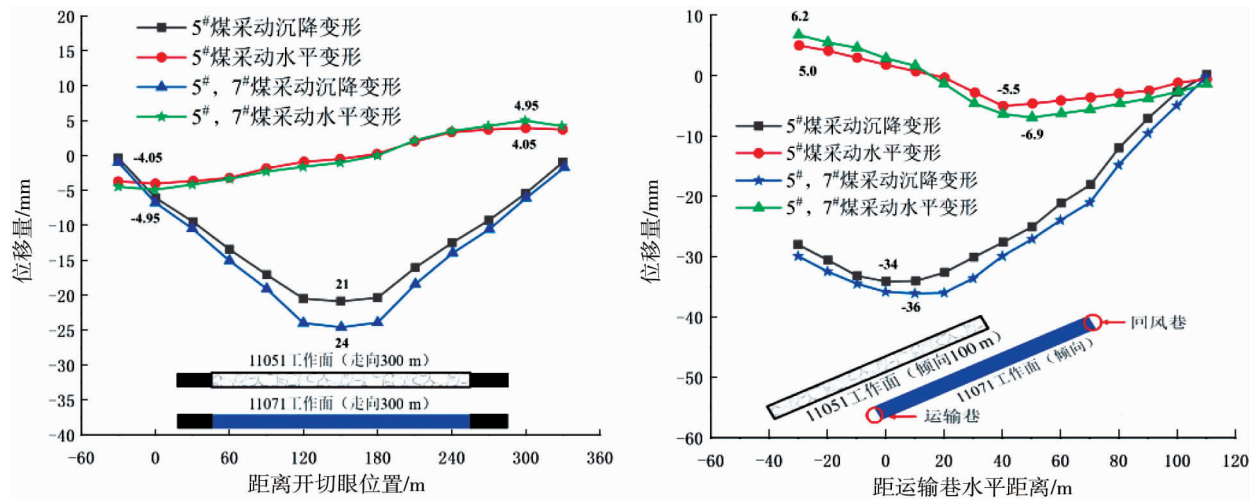 20
15
10
5
0
-5
-10
-15
-20
-25
-30
-35
-40
位移量/mm
5#煤采动沉降变形
5#煤采动水平变形
5#，7#煤采动沉降变形
5#，7#煤采动水平变形
-4.05
-4.95
4.95
4.05
21
24
11051工作面（走向300 m）
11071工作面（走向300 m）
-60
0
60
120
180
240
300
360
距离开切眼位置/m
10
0
-10
-20
-30
-40
-50
-60
位移量/mm
6.2
5.0
-5.5
-6.9
5#煤采动沉降变形
5#煤采动水平变形
5#，7#煤采动沉降变形
5#，7#煤采动水平变形
-34
-36
11051工作面（倾向100 m）
11071工作面（倾向）
回风巷
运输巷
-60
-40
-20
0
20
40
60
80
100
120
距运输巷水平距离/m